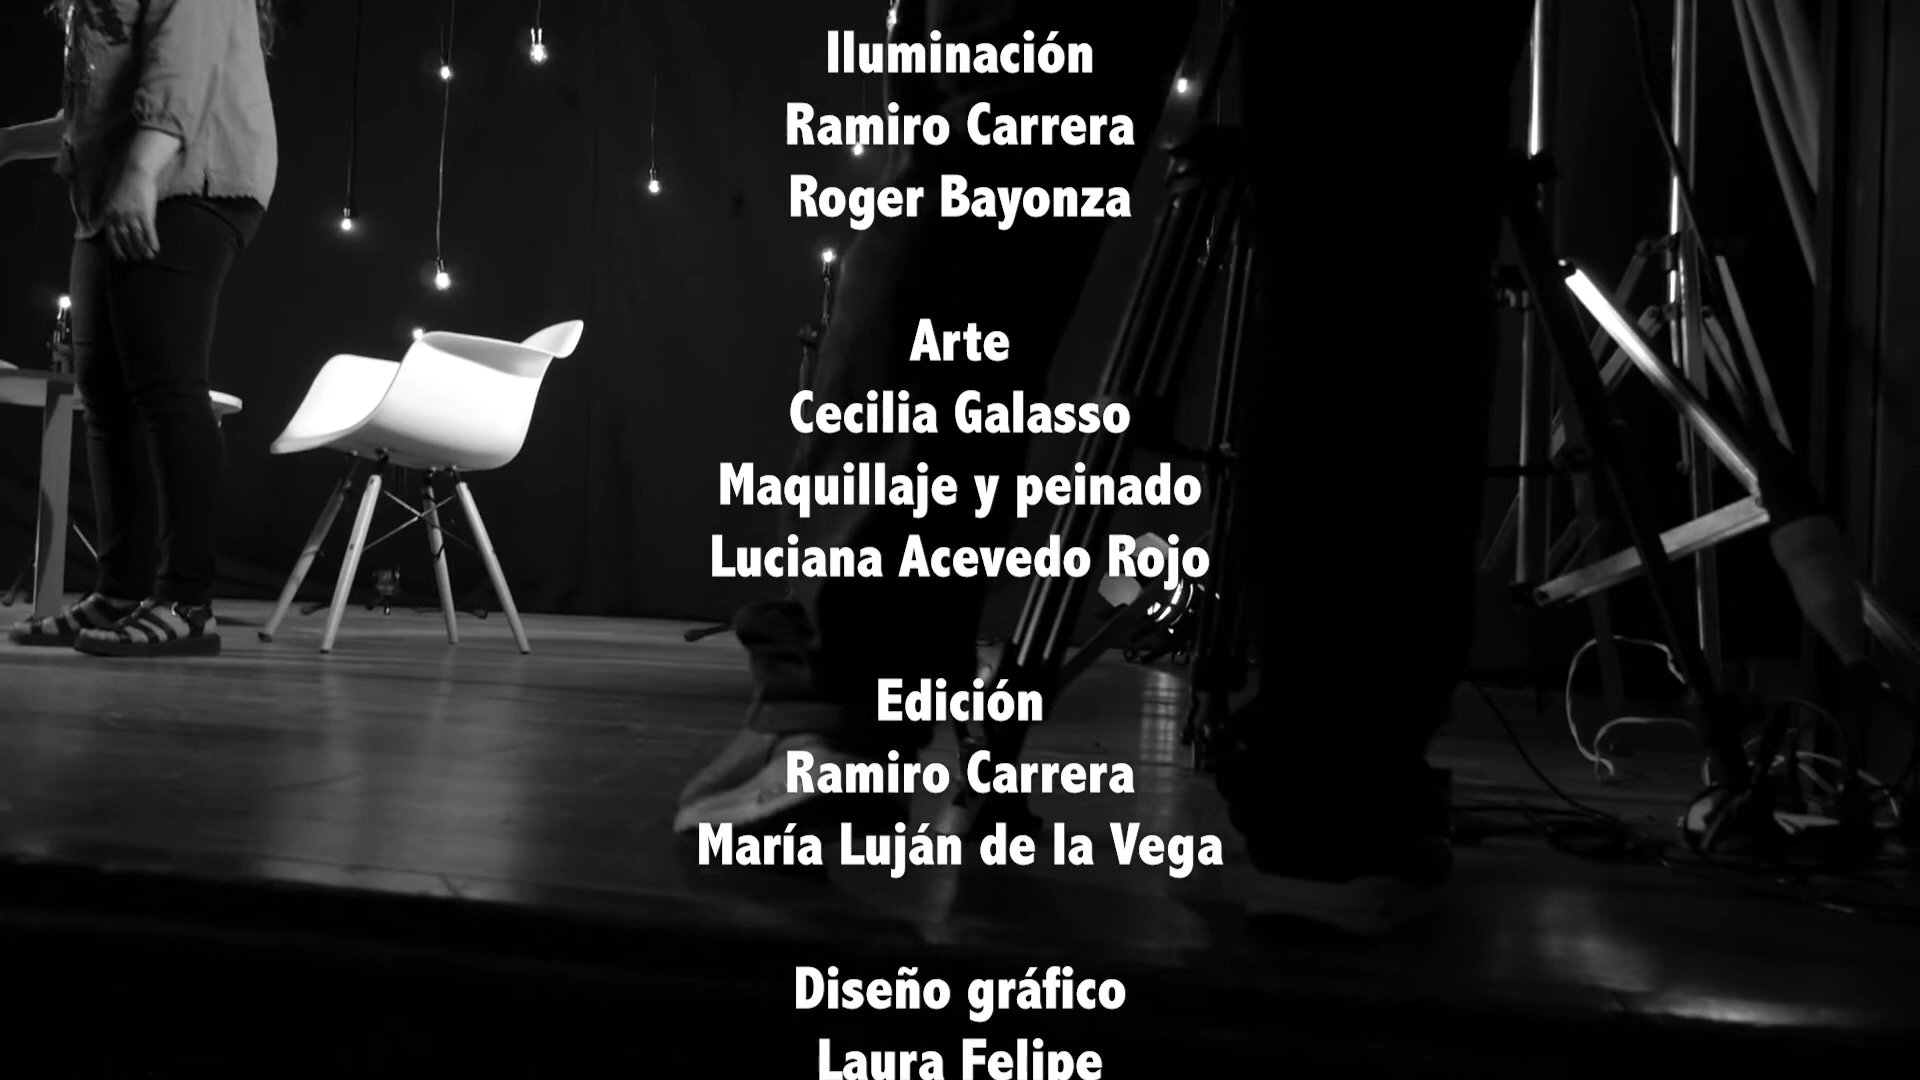 Iluminación
Ramiro Carrera
Roger Bayonza
Arte
Cecilia Galasso
Maquillaje y peinado
Luciana Acevedo Rojo
Edición
Ramiro Carrera
María Luján de la Vega
Diseño gráfico
Laura Felipe